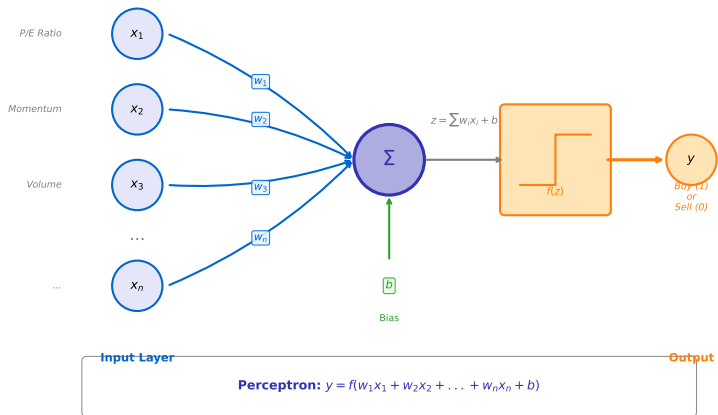 P/E Ratio
x₁
w₁
Momentum
x₂
w₂
z = ∑wᵢxᵢ + b
Σ
f(z)
y
Buy (1)
or
Sell (0)
Volume
x₃
w₃
...
wₙ
...
xₙ
b
Bias
Input Layer
Output
Perceptron: y = f(w₁x₁ + w₂x₂ + . . . + wₙxₙ + b)